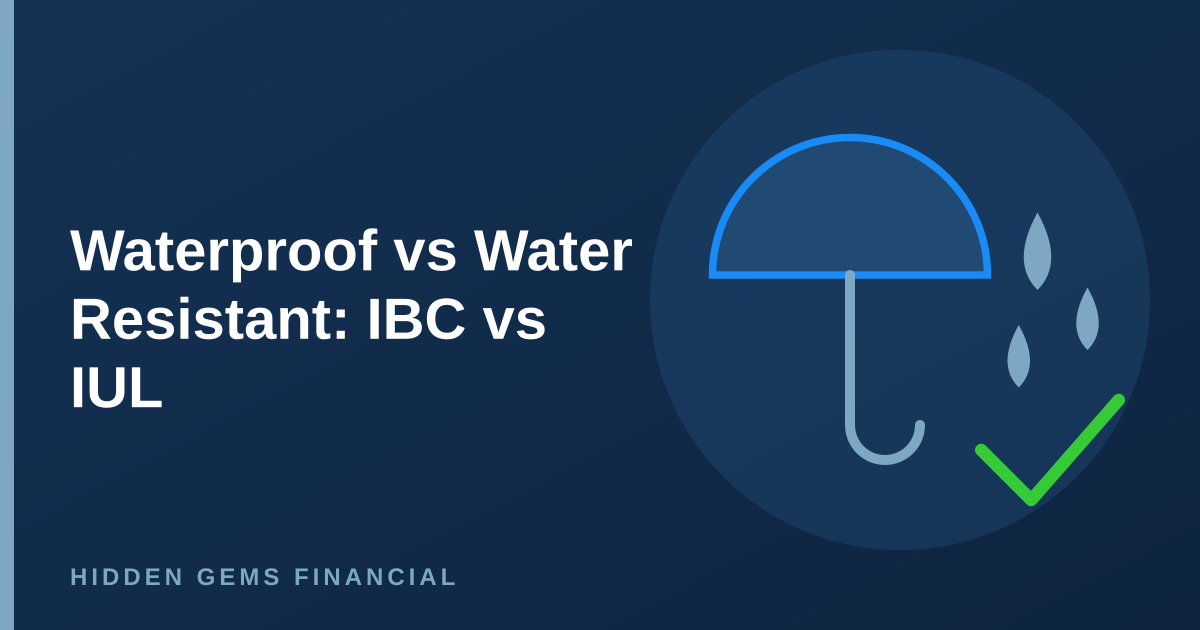 Waterproof vs Water
Resistant: IBC vs
IUL
HIDDEN GEMS FINANCIAL